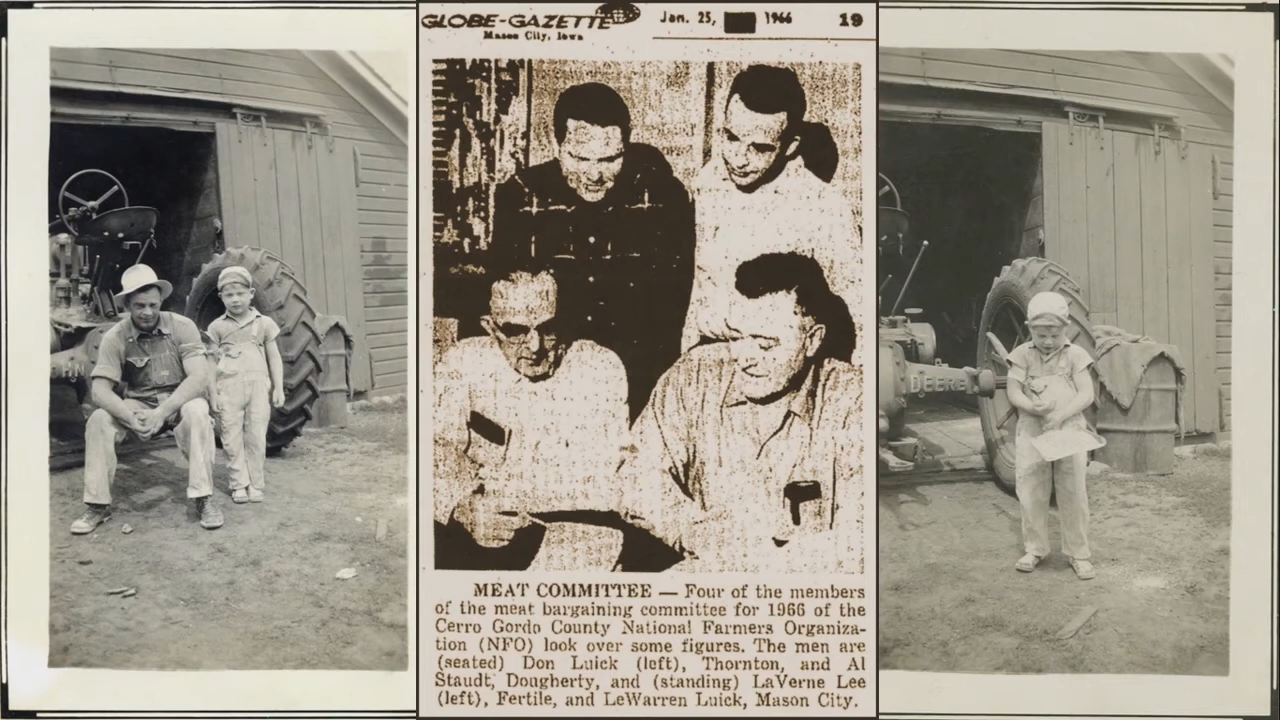 HN
GLOBE-GAZETTE
Mason City, Iowa
Jan. 25, 1966 19
MEAT COMMITTEE — Four of the members
of the meat bargaining committee for 1966 of the
Cerro Gordo County National Farmers Organiza-
tion (NFO) look over some figures. The men are
(seated) Don Luick (left), Thornton, and Al
Staudt, Dougherty, and (standing) LaVerne Lee
(left), Fertile, and LeWarren Luick, Mason City.
DEERE